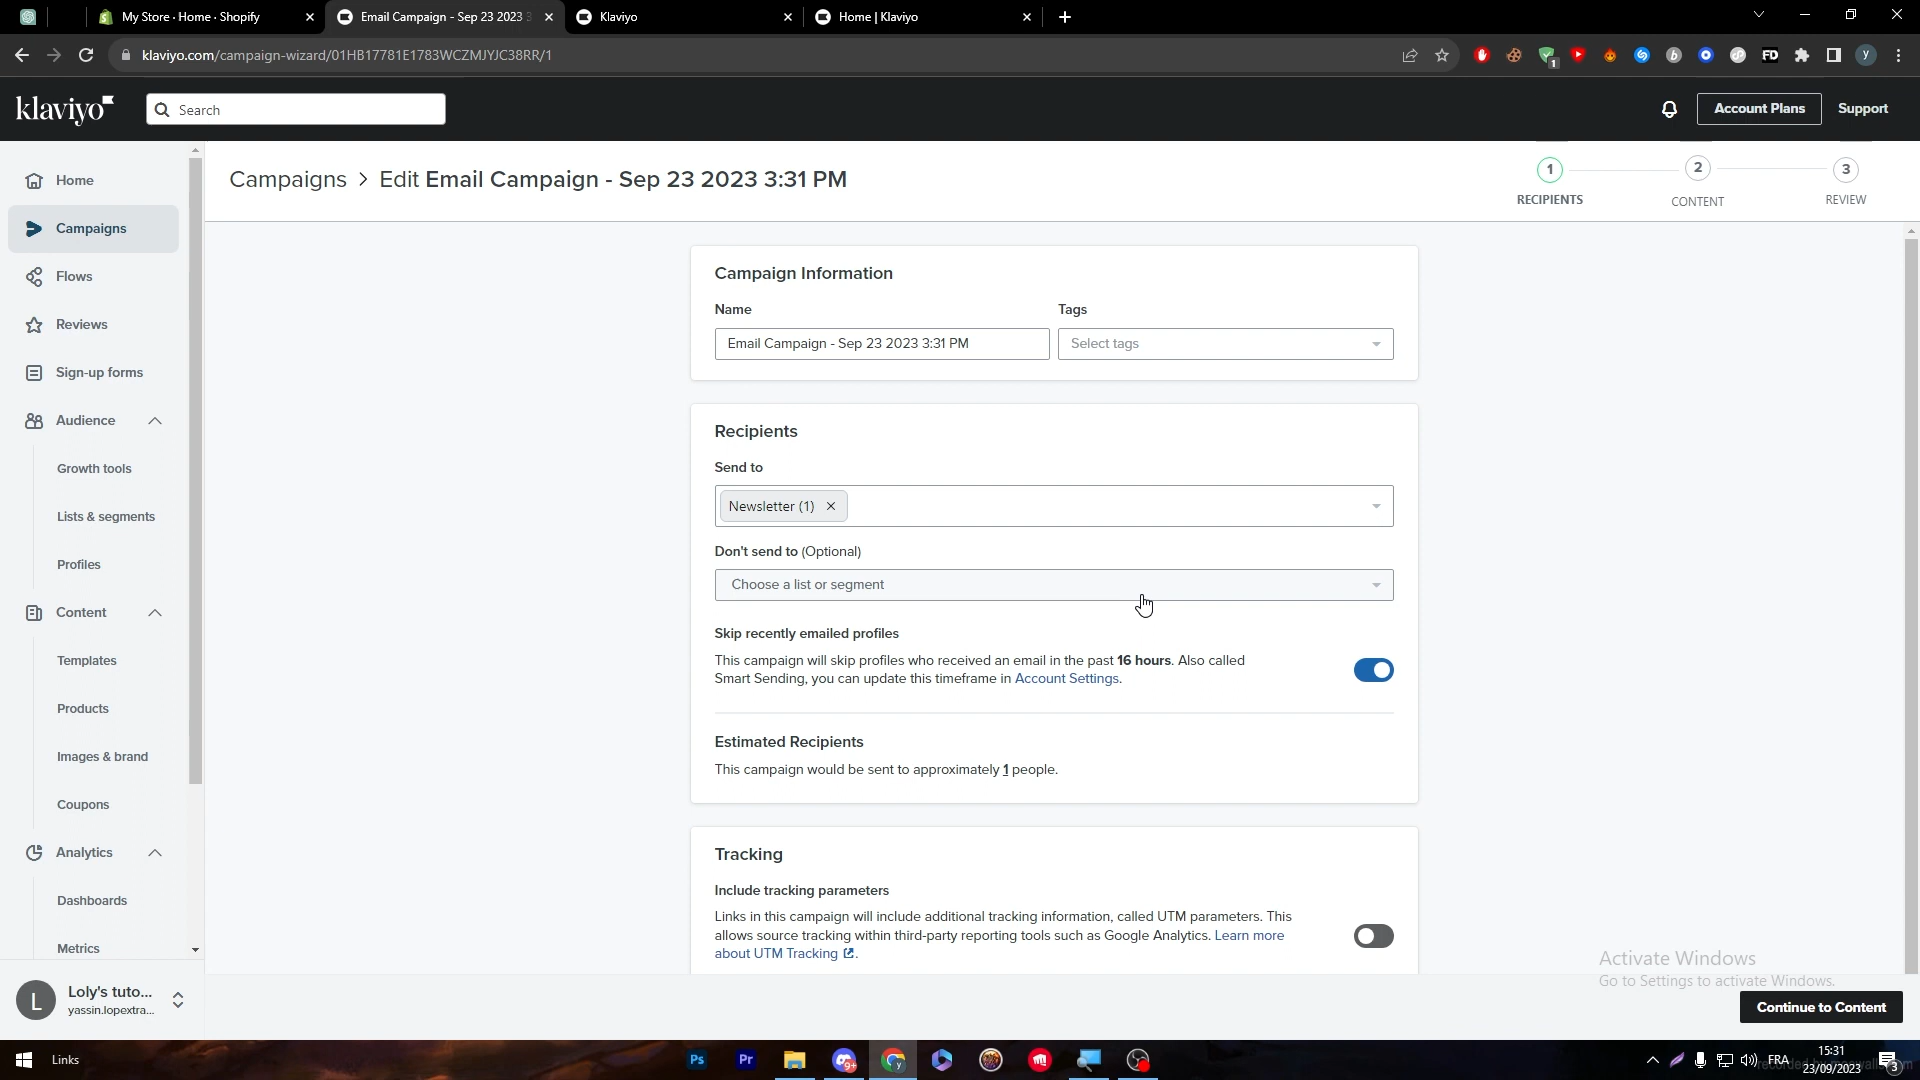 My Store · Home · Shopify
Email Campaign - Sep 23 2023 3
Klaviyo
Home | Klaviyo
klaviyo.com/campaign-wizard/01HB17781E1783WCZMJYJC38RR/1
klaviyo
Search
Account Plans
Support
Campaigns > Edit Email Campaign - Sep 23 2023 3:31 PM
1
RECIPIENTS
2
CONTENT
3
REVIEW
Home
Campaigns
Flows
Reviews
Sign-up forms
Audience
Growth tools
Lists & segments
Profiles
Content
Templates
Products
Images & brand
Coupons
Analytics
Dashboards
Metrics
L
Loly's tuto...
yassin.lopextra...
Campaign Information
Name
Tags
Email Campaign - Sep 23 2023 3:31 PM
Select tags
Recipients
Send to
Newsletter (1)
Don't send to (Optional)
Choose a list or segment
Skip recently emailed profiles
This campaign will skip profiles who received an email in the past 16 hours. Also called
Smart Sending, you can update this timeframe in Account Settings.
Estimated Recipients
This campaign would be sent to approximately 1 people.
Tracking
Include tracking parameters
Links in this campaign will include additional tracking information, called UTM parameters. This
allows source tracking within third-party reporting tools such as Google Analytics. Learn more
about UTM Tracking.
Activate Windows
Go to Settings to activate Windows.
Continue to Content
Links
Ps
Pr
FRA
15:31
23/09/2023
3